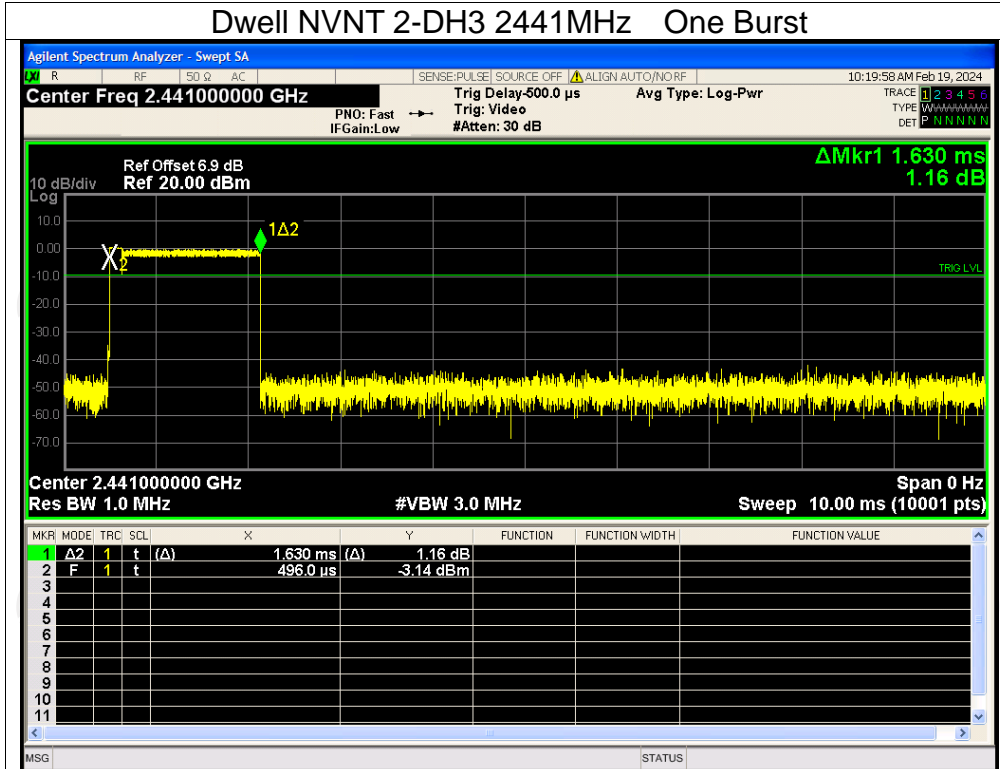 Dwell NVNT 2-DH3 2441MHz One Burst
Agilent Spectrum Analyzer - Swept SA
LXI R RF 50 Ω AC SENSE:PULSE SOURCE OFF ALIGN AUTO/NO RF 10:19:58 AM Feb 19, 2024
Center Freq 2.441000000 GHz
PNO: Fast
IFGain:Low
Trig Delay-500.0 µs
Trig: Video
#Atten: 30 dB
Avg Type: Log-Pwr
TRACE 1 2 3 4 5 6
TYPE WWWWWW
DET P N N N N N
ΔMkr1 1.630 ms
1.16 dB
Ref Offset 6.9 dB
10 dB/div Ref 20.00 dBm
Log
10.0
0.00
-10.0
-20.0
-30.0
-40.0
-50.0
-60.0
-70.0
1Δ2
2
TRIG LVL
Center 2.441000000 GHz Span 0 Hz
Res BW 1.0 MHz #VBW 3.0 MHz Sweep 10.00 ms (10001 pts)
MKR MODE TRC SCL X Y FUNCTION FUNCTION WIDTH FUNCTION VALUE
1 Δ2 1 t (Δ) 1.630 ms (Δ) 1.16 dB
2 F 1 t 496.0 µs -3.14 dBm
3
4
5
6
7
8
9
10
11
MSG STATUS